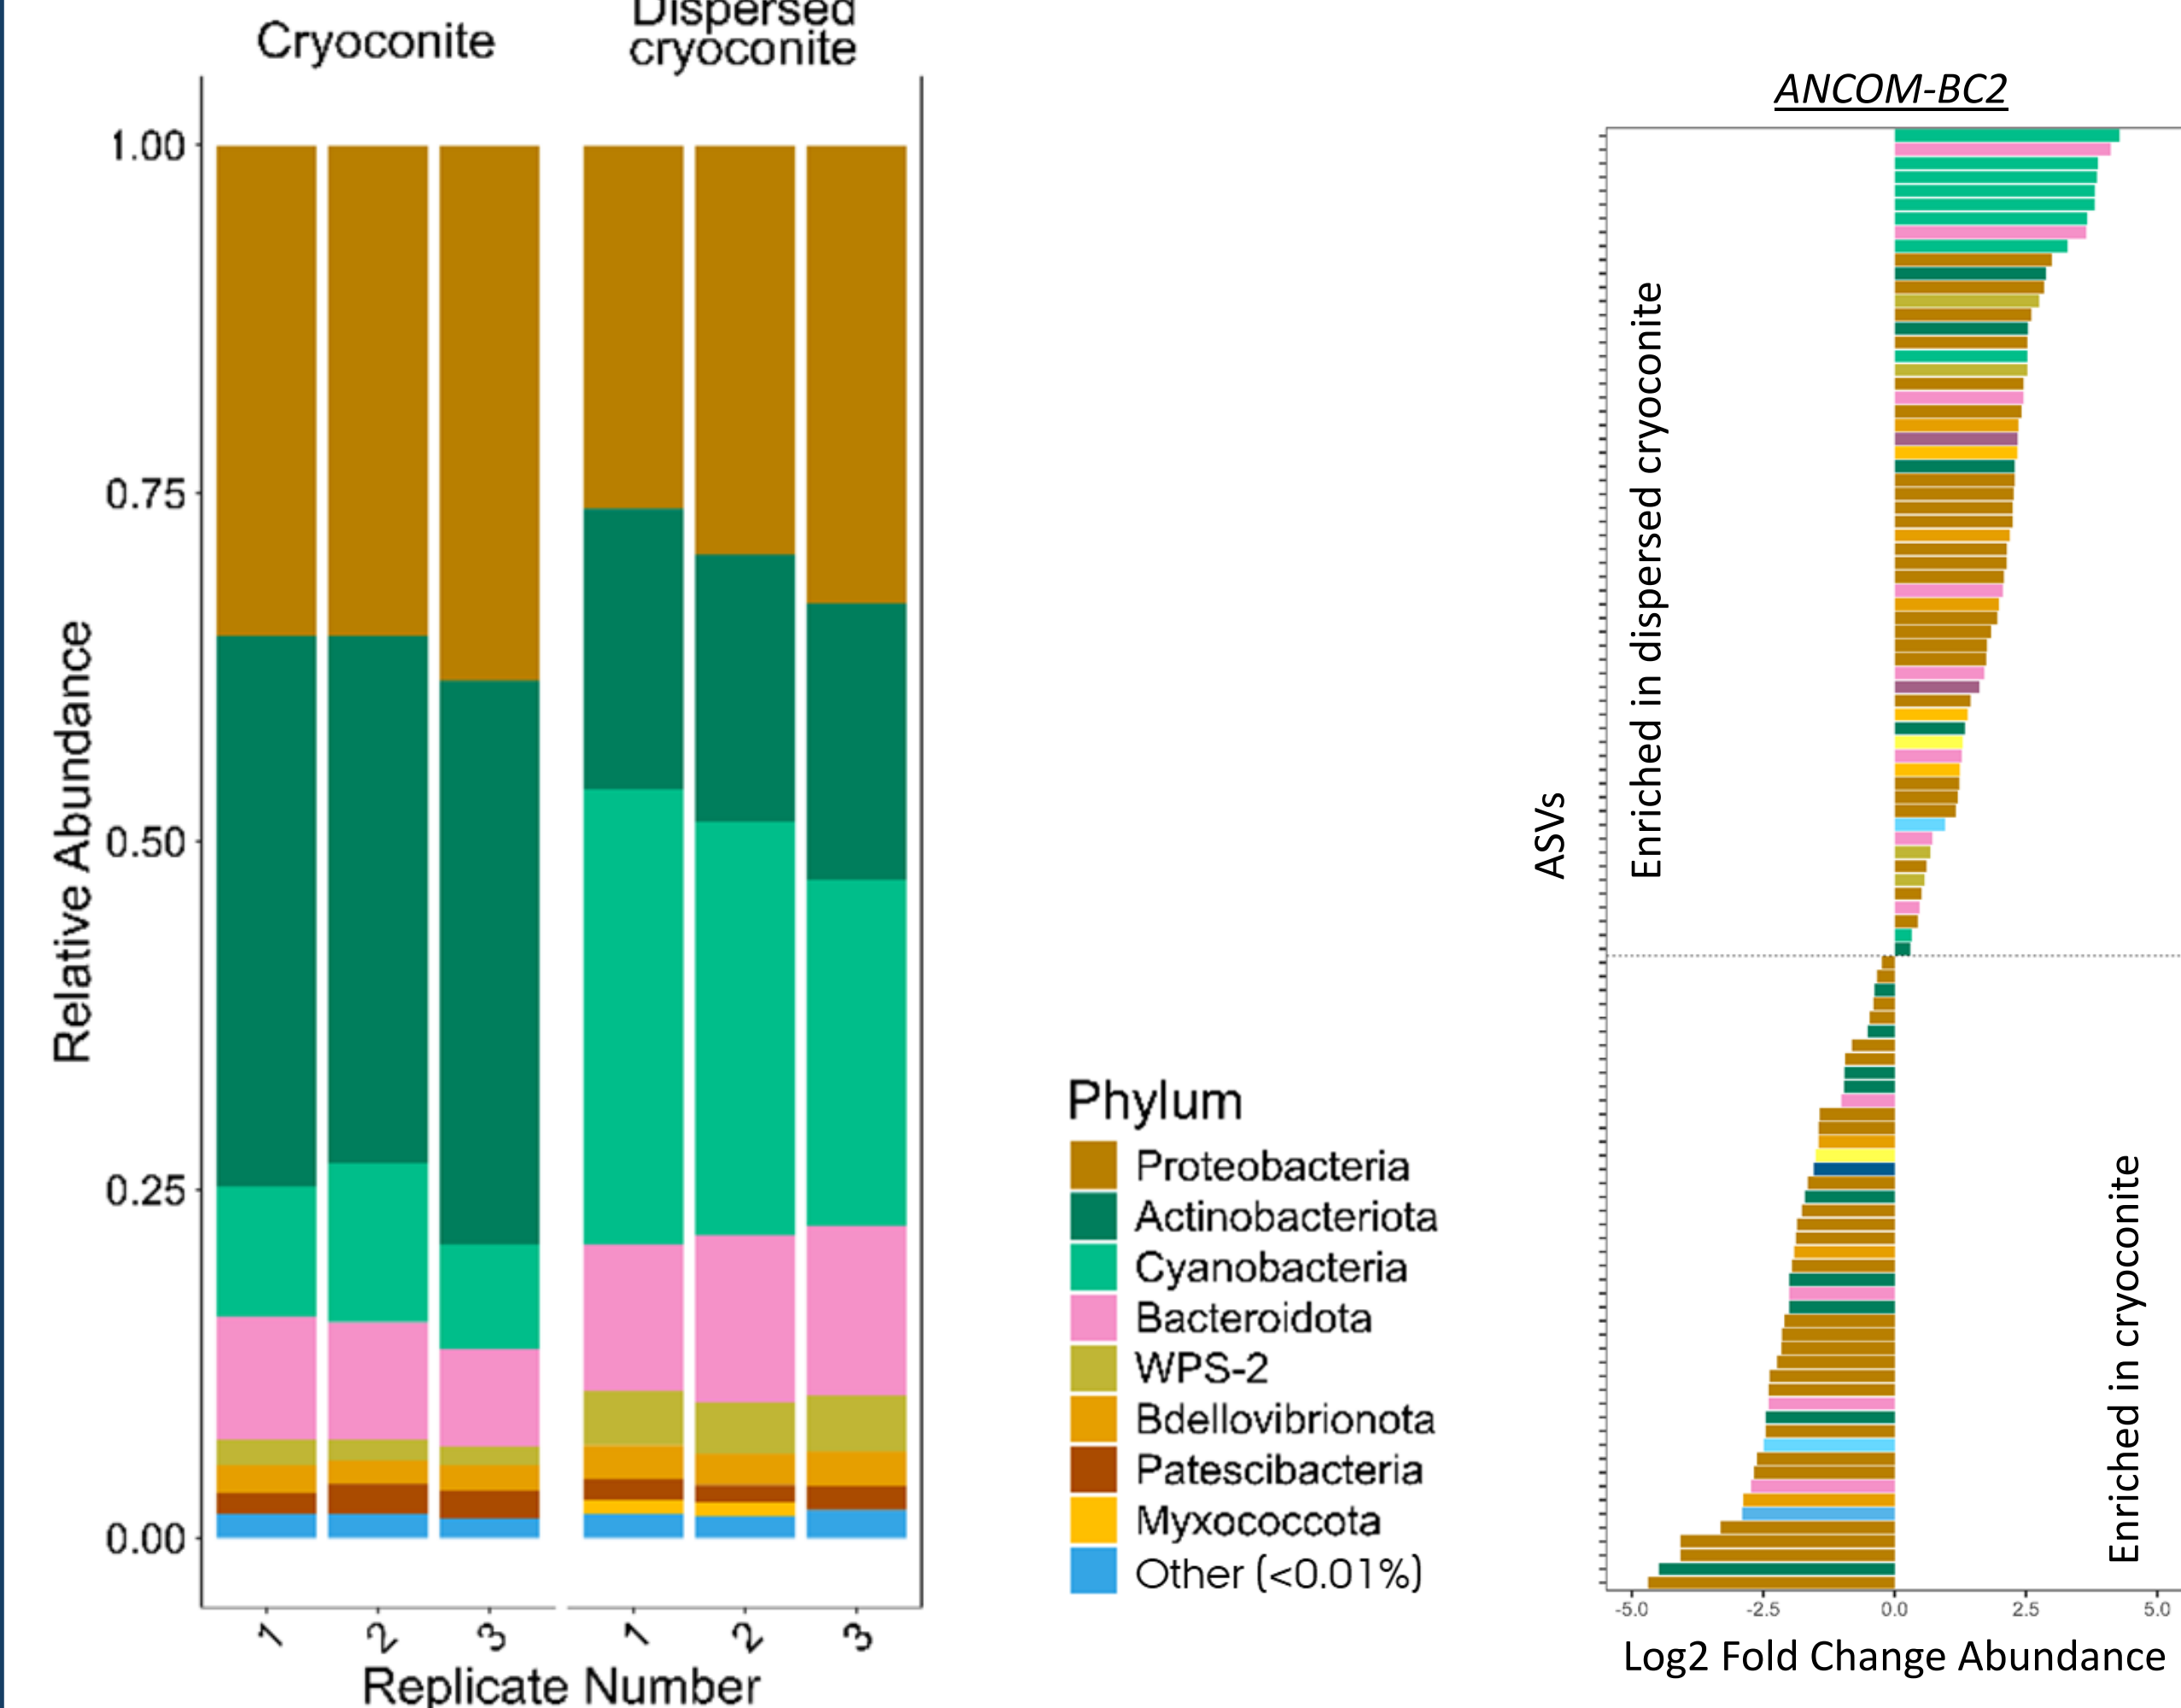 Cryoconite
Dispersed
cryoconite
1.00
0.75
0.50
0.25
0.00
Relative Abundance
1
2
3
1
2
3
Replicate Number
Phylum
Proteobacteria
Actinobacteriota
Cyanobacteria
Bacteroidota
WPS-2
Bdellovibrionota
Patescibacteria
Myxococcota
Other (<0.01%)
ANCOM-BC2
ASVs
Enriched in dispersed cryoconite
Enriched in cryoconite
-5.0
-2.5
0.0
2.5
5.0
Log2 Fold Change Abundance